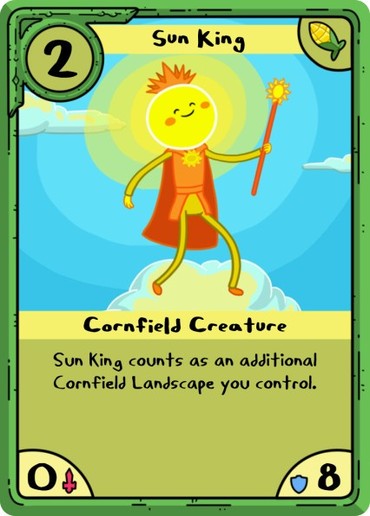 2
Sun King
Cornfield Creature
Sun King counts as an additional
Cornfield Landscape you control.
0
8